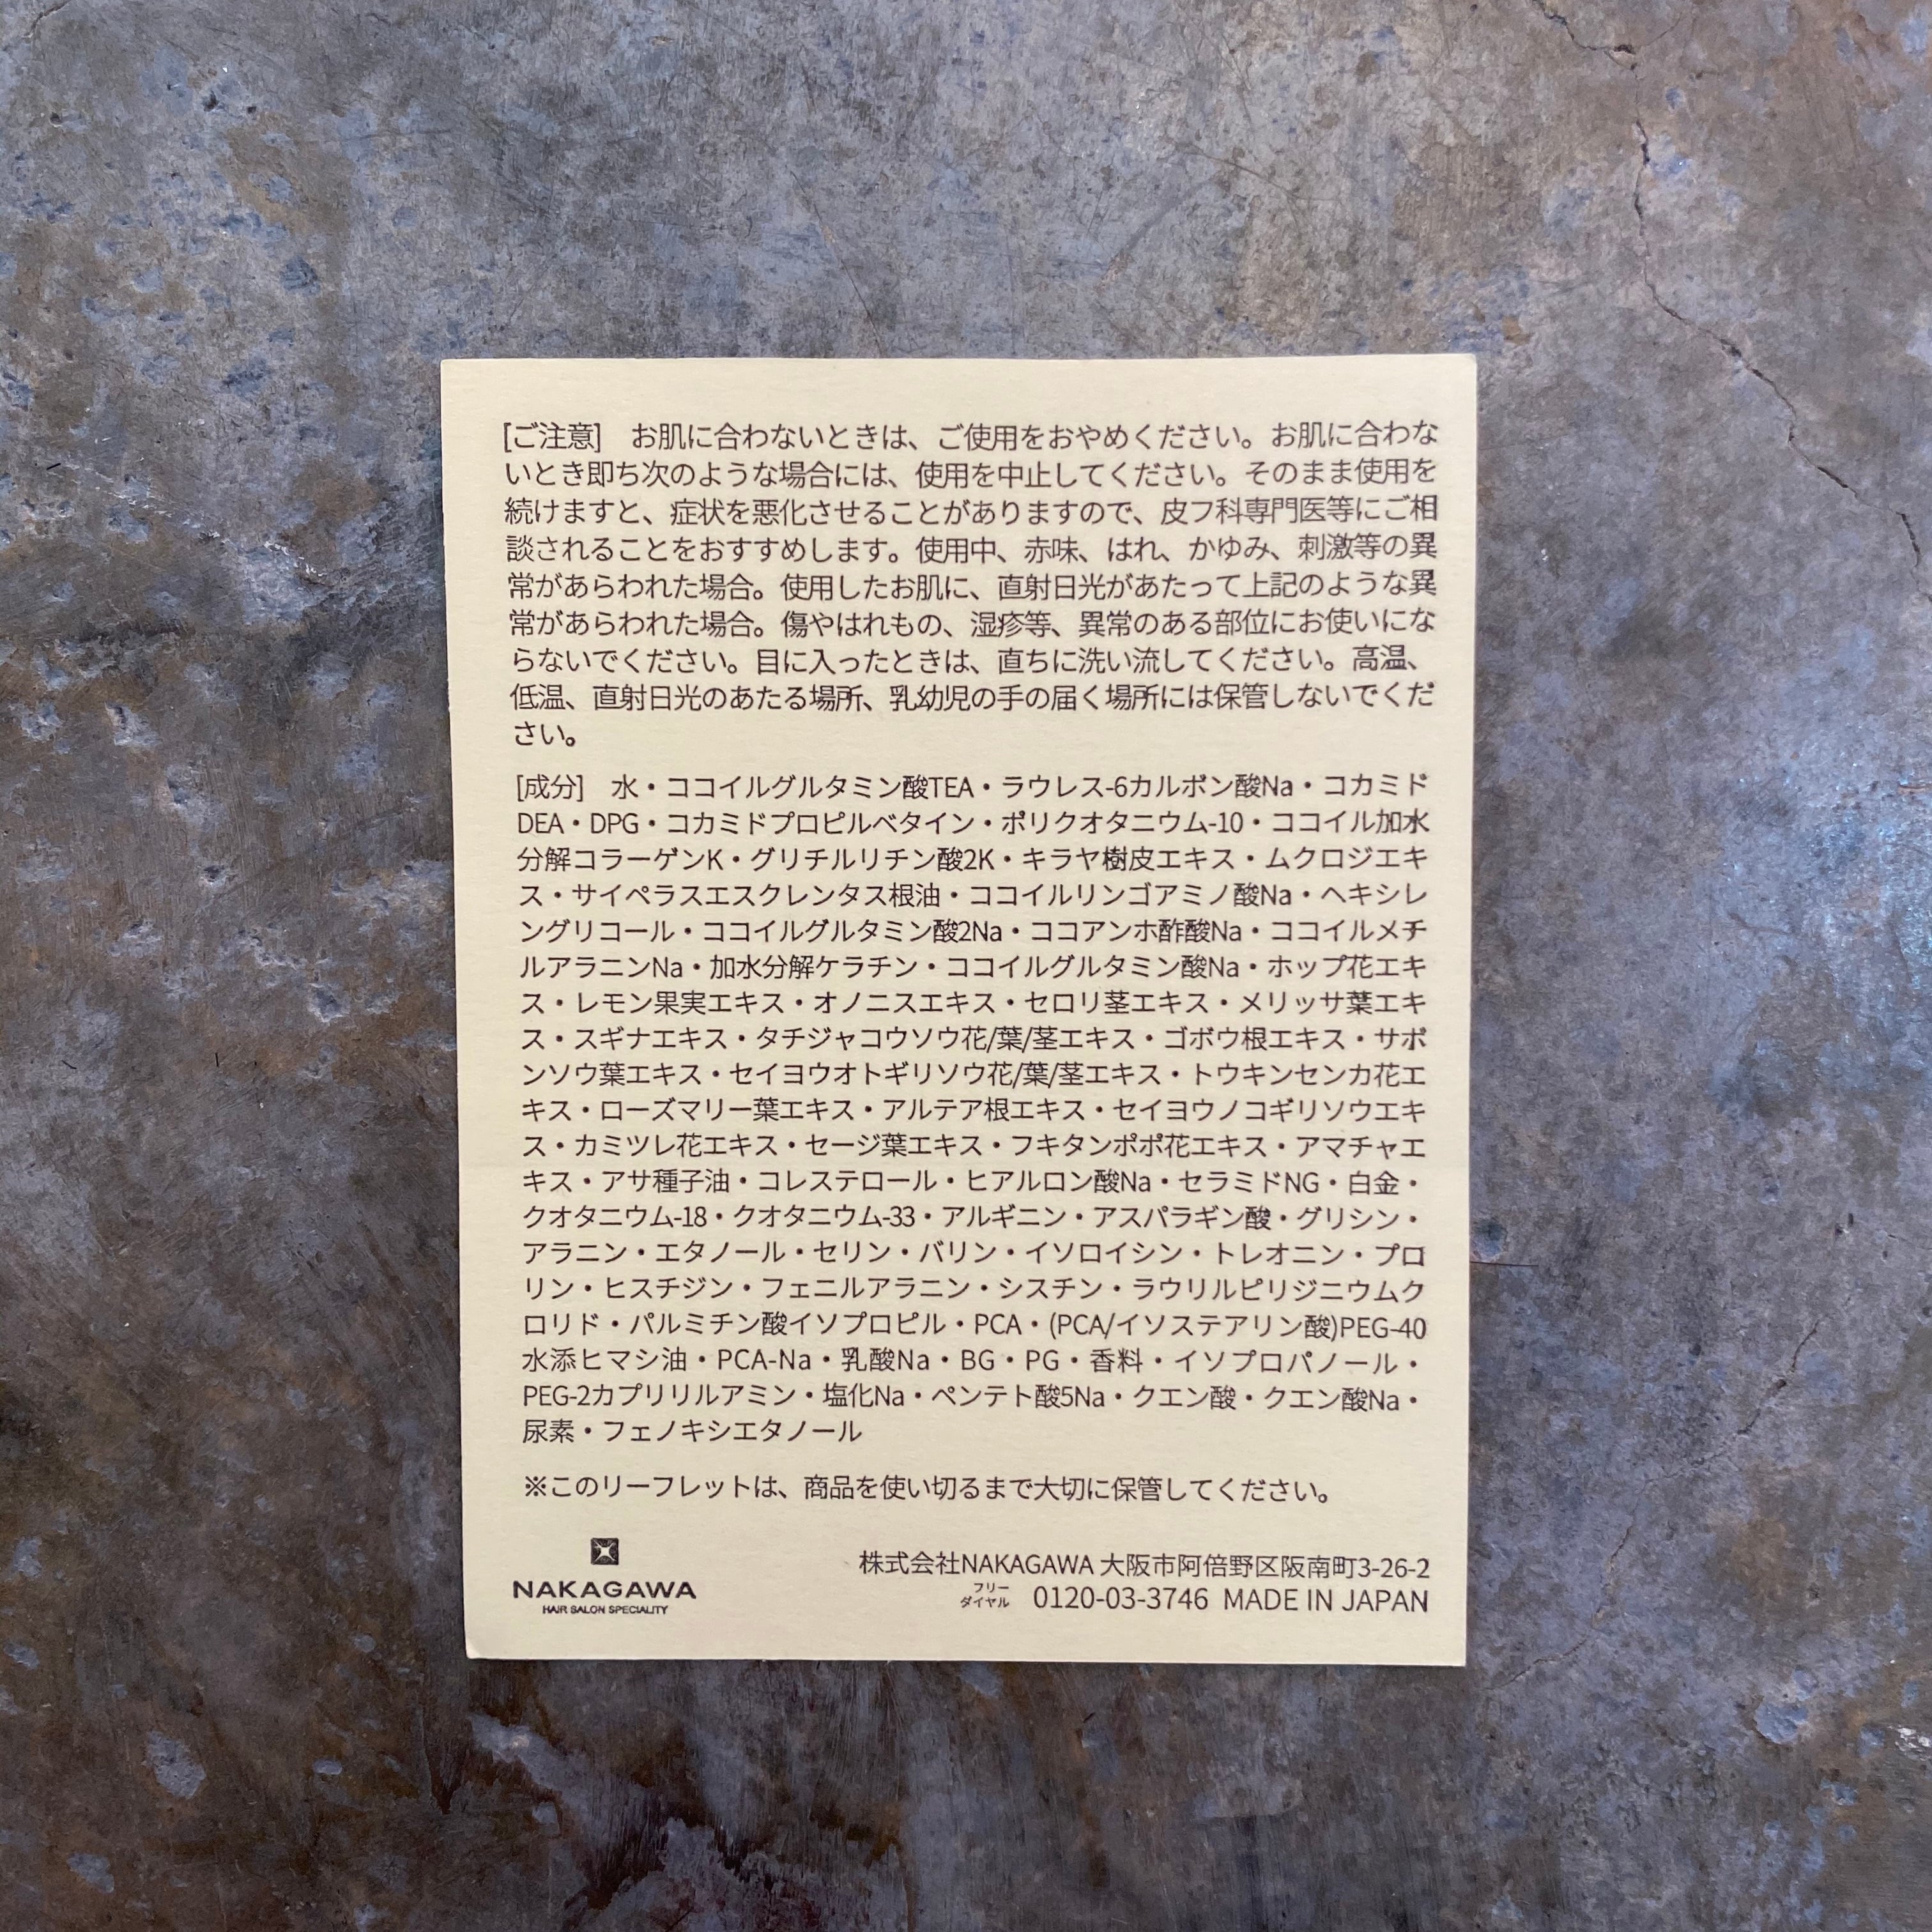 [ご注意]　お肌に合わないときは、ご使用をおやめください。お肌に合わな
いとき即ち次のような場合には、使用を中止してください。そのまま使用を
続けますと、症状を悪化させることがありますので、皮フ科専門医等にご相
談されることをおすすめします。使用中、赤味、はれ、かゆみ、刺激等の異
常があらわれた場合。使用したお肌に、直射日光があたって上記のような異
常があらわれた場合。傷やはれもの、湿疹等、異常のある部位にお使いにな
らないでください。目に入ったときは、直ちに洗い流してください。高温、
低温、直射日光のあたる場所、乳幼児の手の届く場所には保管しないでくだ
さい。
[成分]　水・ココイルグルタミン酸TEA・ラウレス-6カルボン酸Na・コカミド
DEA・DPG・コカミドプロピルベタイン・ポリクオタニウム-10・ココイル加水
分解コラーゲンK・グリチルリチン酸2K・キラヤ樹皮エキス・ムクロジエキ
ス・サイペラスエスクレンタス根油・ココイルリンゴアミノ酸Na・ヘキシレ
ングリコール・ココイルグルタミン酸2Na・ココアンホ酢酸Na・ココイルメチ
ルアラニンNa・加水分解ケラチン・ココイルグルタミン酸Na・ホップ花エキ
ス・レモン果実エキス・オノニスエキス・セロリ茎エキス・メリッサ葉エキ
ス・スギナエキス・タチジャコウソウ花/葉/茎エキス・ゴボウ根エキス・サボ
ンソウ葉エキス・セイヨウオトギリソウ花/葉/茎エキス・トウキンセンカ花エ
キス・ローズマリー葉エキス・アルテア根エキス・セイヨウノコギリソウエキ
ス・カミツレ花エキス・セージ葉エキス・フキタンポポ花エキス・アマチャエ
キス・アサ種子油・コレステロール・ヒアルロン酸Na・セラミドNG・白金・
クオタニウム-18・クオタニウム-33・アルギニン・アスパラギン酸・グリシン・
アラニン・エタノール・セリン・バリン・イソロイシン・トレオニン・プロ
リン・ヒスチジン・フェニルアラニン・シスチン・ラウリルピリジニウムク
ロリド・パルミチン酸イソプロピル・PCA・(PCA/イソステアリン酸)PEG-40
水添ヒマシ油・PCA-Na・乳酸Na・BG・PG・香料・イソプロパノール・
PEG-2カプリリルアミン・塩化Na・ペンテト酸5Na・クエン酸・クエン酸Na・
尿素・フェノキシエタノール
※このリーフレットは、商品を使い切るまで大切に保管してください。
株式会社NAKAGAWA 大阪市阿倍野区阪南町3-26-2
フリー
ダイヤル 0120-03-3746 MADE IN JAPAN
NAKAGAWA
HAIR SALON SPECIALITY